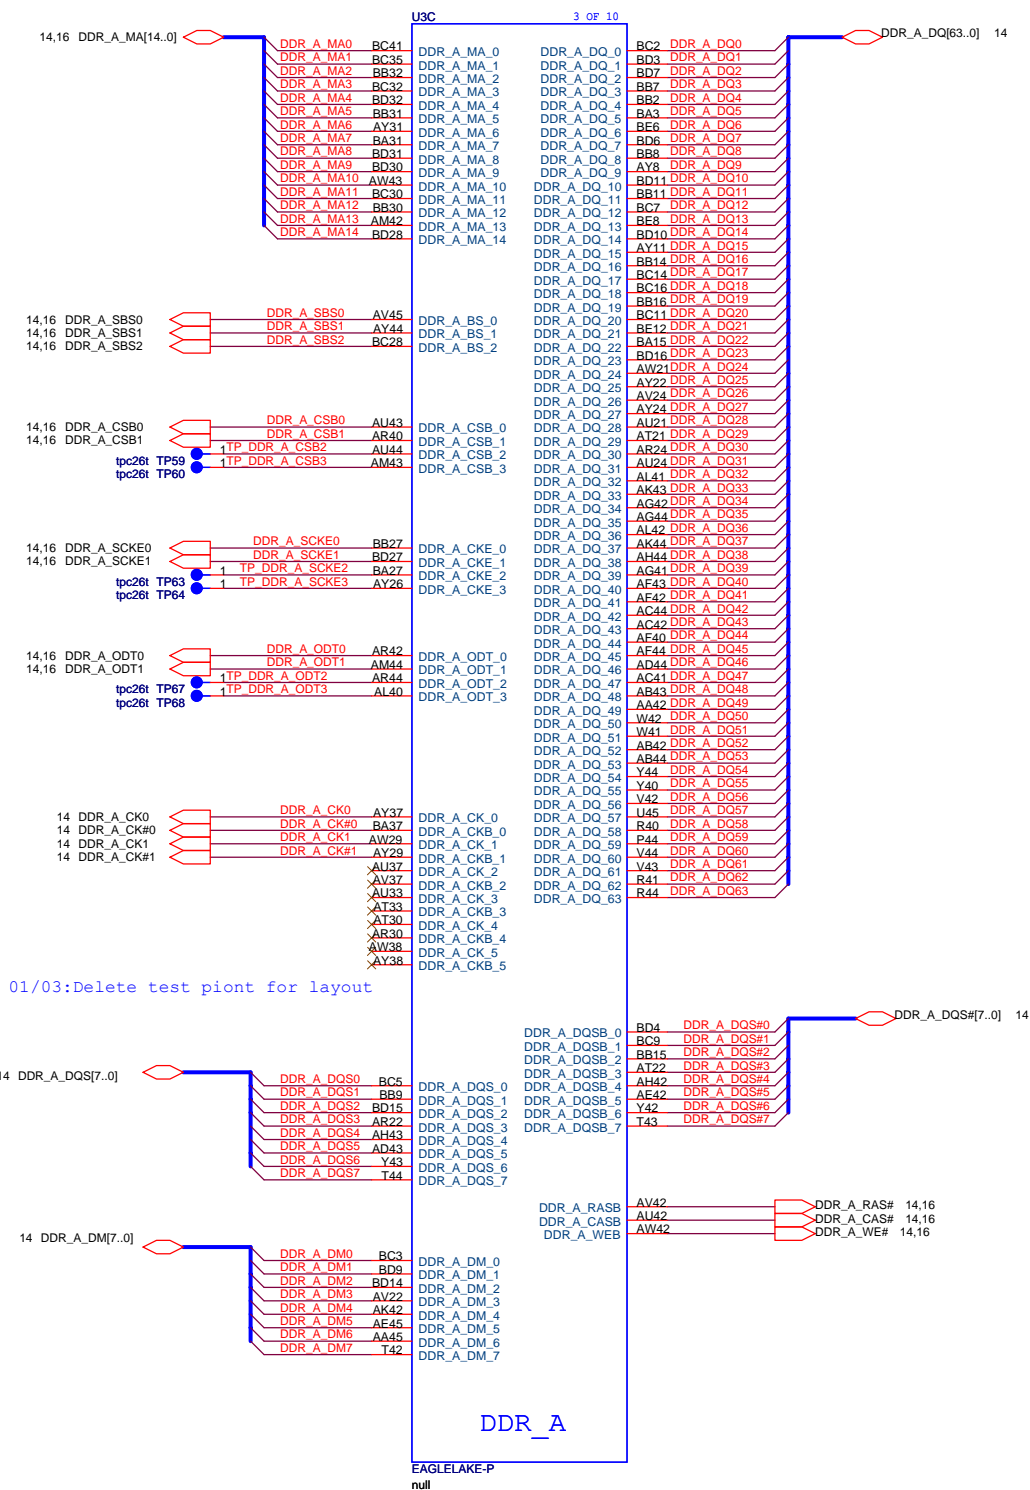 U3C 3 OF 10
14,16 DDR_A_MA[14..0]
DDR_A_MA0 BC41 DDR_A_MA_0
DDR_A_MA1 BC35 DDR_A_MA_1
DDR_A_MA2 BB32 DDR_A_MA_2
DDR_A_MA3 BC32 DDR_A_MA_3
DDR_A_MA4 BD32 DDR_A_MA_4
DDR_A_MA5 BB31 DDR_A_MA_5
DDR_A_MA6 AY31 DDR_A_MA_6
DDR_A_MA7 BA31 DDR_A_MA_7
DDR_A_MA8 BD31 DDR_A_MA_8
DDR_A_MA9 BD30 DDR_A_MA_9
DDR_A_MA10 AW43 DDR_A_MA_10
DDR_A_MA11 BC30 DDR_A_MA_11
DDR_A_MA12 BB30 DDR_A_MA_12
DDR_A_MA13 AM42 DDR_A_MA_13
DDR_A_MA14 BD28 DDR_A_MA_14
14,16 DDR_A_SBS0 DDR_A_SBS0 AV45 DDR_A_BS_0
14,16 DDR_A_SBS1 DDR_A_SBS1 AY44 DDR_A_BS_1
14,16 DDR_A_SBS2 DDR_A_SBS2 BC28 DDR_A_BS_2
14,16 DDR_A_CSB0 DDR_A_CSB0 AU43 DDR_A_CSB_0
14,16 DDR_A_CSB1 DDR_A_CSB1 AR40 DDR_A_CSB_1
tpc26t TP59 1 TP_DDR_A_CSB2 AU44 DDR_A_CSB_2
tpc26t TP60 1 TP_DDR_A_CSB3 AM43 DDR_A_CSB_3
14,16 DDR_A_SCKE0 DDR_A_SCKE0 BB27 DDR_A_CKE_0
14,16 DDR_A_SCKE1 DDR_A_SCKE1 BD27 DDR_A_CKE_1
tpc26t TP63 1 TP_DDR_A_SCKE2 BA27 DDR_A_CKE_2
tpc26t TP64 1 TP_DDR_A_SCKE3 AY26 DDR_A_CKE_3
14,16 DDR_A_ODT0 DDR_A_ODT0 AR42 DDR_A_ODT_0
14,16 DDR_A_ODT1 DDR_A_ODT1 AM44 DDR_A_ODT_1
tpc26t TP67 1 TP_DDR_A_ODT2 AR44 DDR_A_ODT_2
tpc26t TP68 1 TP_DDR_A_ODT3 AL40 DDR_A_ODT_3
14 DDR_A_CK0 DDR_A_CK0 AY37 DDR_A_CK_0
14 DDR_A_CK#0 DDR_A_CK#0 BA37 DDR_A_CKB_0
14 DDR_A_CK1 DDR_A_CK1 AW29 DDR_A_CK_1
14 DDR_A_CK#1 DDR_A_CK#1 AY29 DDR_A_CKB_1
AU37 DDR_A_CK_2
AV37 DDR_A_CKB_2
AU33 DDR_A_CK_3
AT33 DDR_A_CKB_3
AT30 DDR_A_CK_4
AR30 DDR_A_CKB_4
AW38 DDR_A_CK_5
AY38 DDR_A_CKB_5
01/03:Delete test piont for layout
14 DDR_A_DQS[7..0]
DDR_A_DQS0 BC5 DDR_A_DQS_0
DDR_A_DQS1 BB9 DDR_A_DQS_1
DDR_A_DQS2 BD15 DDR_A_DQS_2
DDR_A_DQS3 AR22 DDR_A_DQS_3
DDR_A_DQS4 AH43 DDR_A_DQS_4
DDR_A_DQS5 AD43 DDR_A_DQS_5
DDR_A_DQS6 Y43 DDR_A_DQS_6
DDR_A_DQS7 T44 DDR_A_DQS_7
14 DDR_A_DM[7..0]
DDR_A_DM0 BC3 DDR_A_DM_0
DDR_A_DM1 BD9 DDR_A_DM_1
DDR_A_DM2 BD14 DDR_A_DM_2
DDR_A_DM3 AV22 DDR_A_DM_3
DDR_A_DM4 AK42 DDR_A_DM_4
DDR_A_DM5 AE45 DDR_A_DM_5
DDR_A_DM6 AA45 DDR_A_DM_6
DDR_A_DM7 T42 DDR_A_DM_7
DDR_A_DQ[63..0] 14
DDR_A_DQ_0 BC2 DDR_A_DQ0
DDR_A_DQ_1 BD3 DDR_A_DQ1
DDR_A_DQ_2 BD7 DDR_A_DQ2
DDR_A_DQ_3 BB7 DDR_A_DQ3
DDR_A_DQ_4 BB2 DDR_A_DQ4
DDR_A_DQ_5 BA3 DDR_A_DQ5
DDR_A_DQ_6 BE6 DDR_A_DQ6
DDR_A_DQ_7 BD6 DDR_A_DQ7
DDR_A_DQ_8 BB8 DDR_A_DQ8
DDR_A_DQ_9 AY8 DDR_A_DQ9
DDR_A_DQ_10 BD11 DDR_A_DQ10
DDR_A_DQ_11 BB11 DDR_A_DQ11
DDR_A_DQ_12 BC7 DDR_A_DQ12
DDR_A_DQ_13 BE8 DDR_A_DQ13
DDR_A_DQ_14 BD10 DDR_A_DQ14
DDR_A_DQ_15 AY11 DDR_A_DQ15
DDR_A_DQ_16 BB14 DDR_A_DQ16
DDR_A_DQ_17 BC14 DDR_A_DQ17
DDR_A_DQ_18 BC16 DDR_A_DQ18
DDR_A_DQ_19 BB16 DDR_A_DQ19
DDR_A_DQ_20 BC11 DDR_A_DQ20
DDR_A_DQ_21 BE12 DDR_A_DQ21
DDR_A_DQ_22 BA15 DDR_A_DQ22
DDR_A_DQ_23 BD16 DDR_A_DQ23
DDR_A_DQ_24 AW21 DDR_A_DQ24
DDR_A_DQ_25 AY22 DDR_A_DQ25
DDR_A_DQ_26 AV24 DDR_A_DQ26
DDR_A_DQ_27 AY24 DDR_A_DQ27
DDR_A_DQ_28 AU21 DDR_A_DQ28
DDR_A_DQ_29 AT21 DDR_A_DQ29
DDR_A_DQ_30 AR24 DDR_A_DQ30
DDR_A_DQ_31 AU24 DDR_A_DQ31
DDR_A_DQ_32 AL41 DDR_A_DQ32
DDR_A_DQ_33 AK43 DDR_A_DQ33
DDR_A_DQ_34 AG42 DDR_A_DQ34
DDR_A_DQ_35 AG44 DDR_A_DQ35
DDR_A_DQ_36 AL42 DDR_A_DQ36
DDR_A_DQ_37 AK44 DDR_A_DQ37
DDR_A_DQ_38 AH44 DDR_A_DQ38
DDR_A_DQ_39 AG41 DDR_A_DQ39
DDR_A_DQ_40 AF43 DDR_A_DQ40
DDR_A_DQ_41 AF42 DDR_A_DQ41
DDR_A_DQ_42 AC44 DDR_A_DQ42
DDR_A_DQ_43 AC42 DDR_A_DQ43
DDR_A_DQ_44 AF40 DDR_A_DQ44
DDR_A_DQ_45 AF44 DDR_A_DQ45
DDR_A_DQ_46 AD44 DDR_A_DQ46
DDR_A_DQ_47 AC41 DDR_A_DQ47
DDR_A_DQ_48 AB43 DDR_A_DQ48
DDR_A_DQ_49 AA42 DDR_A_DQ49
DDR_A_DQ_50 W42 DDR_A_DQ50
DDR_A_DQ_51 W41 DDR_A_DQ51
DDR_A_DQ_52 AB42 DDR_A_DQ52
DDR_A_DQ_53 AB44 DDR_A_DQ53
DDR_A_DQ_54 Y44 DDR_A_DQ54
DDR_A_DQ_55 Y40 DDR_A_DQ55
DDR_A_DQ_56 V42 DDR_A_DQ56
DDR_A_DQ_57 U45 DDR_A_DQ57
DDR_A_DQ_58 R40 DDR_A_DQ58
DDR_A_DQ_59 P44 DDR_A_DQ59
DDR_A_DQ_60 V44 DDR_A_DQ60
DDR_A_DQ_61 V43 DDR_A_DQ61
DDR_A_DQ_62 R41 DDR_A_DQ62
DDR_A_DQ_63 R44 DDR_A_DQ63
DDR_A_DQS#[7..0] 14
DDR_A_DQSB_0 BD4 DDR_A_DQS#0
DDR_A_DQSB_1 BC9 DDR_A_DQS#1
DDR_A_DQSB_2 BB15 DDR_A_DQS#2
DDR_A_DQSB_3 AT22 DDR_A_DQS#3
DDR_A_DQSB_4 AH42 DDR_A_DQS#4
DDR_A_DQSB_5 AE42 DDR_A_DQS#5
DDR_A_DQSB_6 Y42 DDR_A_DQS#6
DDR_A_DQSB_7 T43 DDR_A_DQS#7
DDR_A_RASB AV42 DDR_A_RAS# 14,16
DDR_A_CASB AU42 DDR_A_CAS# 14,16
DDR_A_WEB AW42 DDR_A_WE# 14,16
DDR_A
EAGLELAKE-P
null